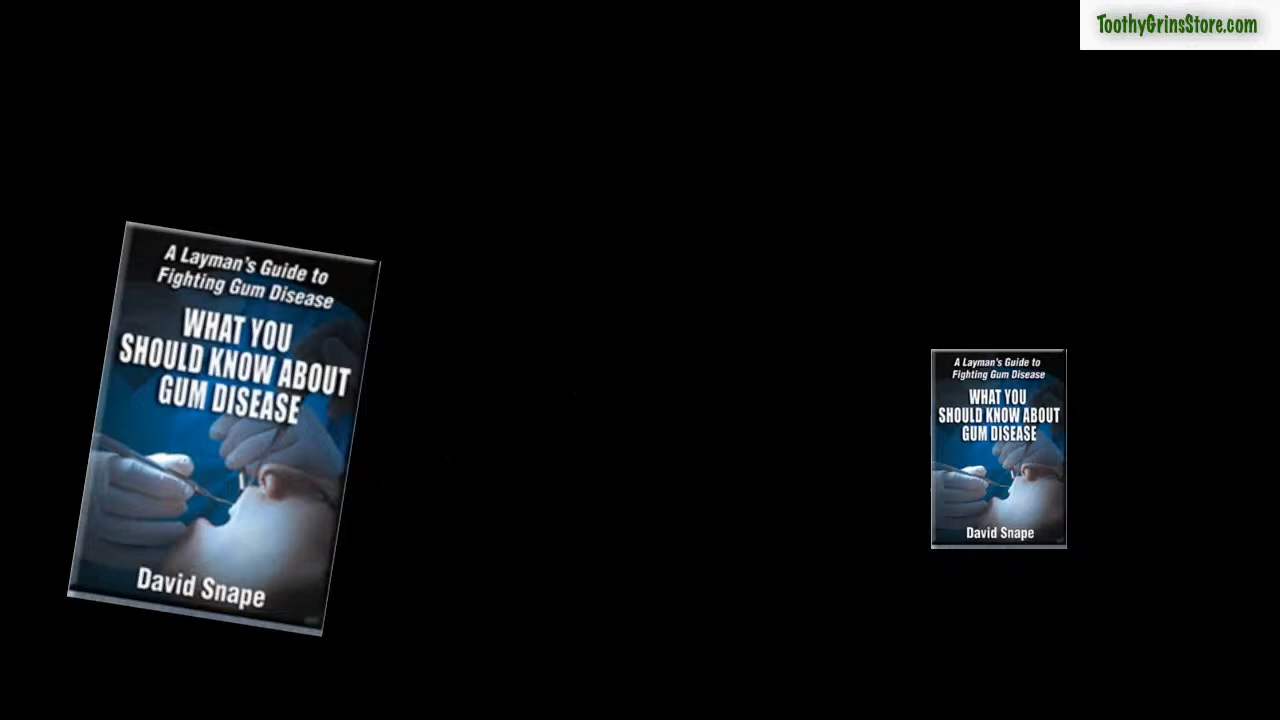 ToothyGrinsStore.com
A Layman's Guide to
Fighting Gum Disease
WHAT YOU
SHOULD KNOW ABOUT
GUM DISEASE
David Snape
A Layman's Guide to
Fighting Gum Disease
WHAT YOU
SHOULD KNOW ABOUT
GUM DISEASE
David Snape